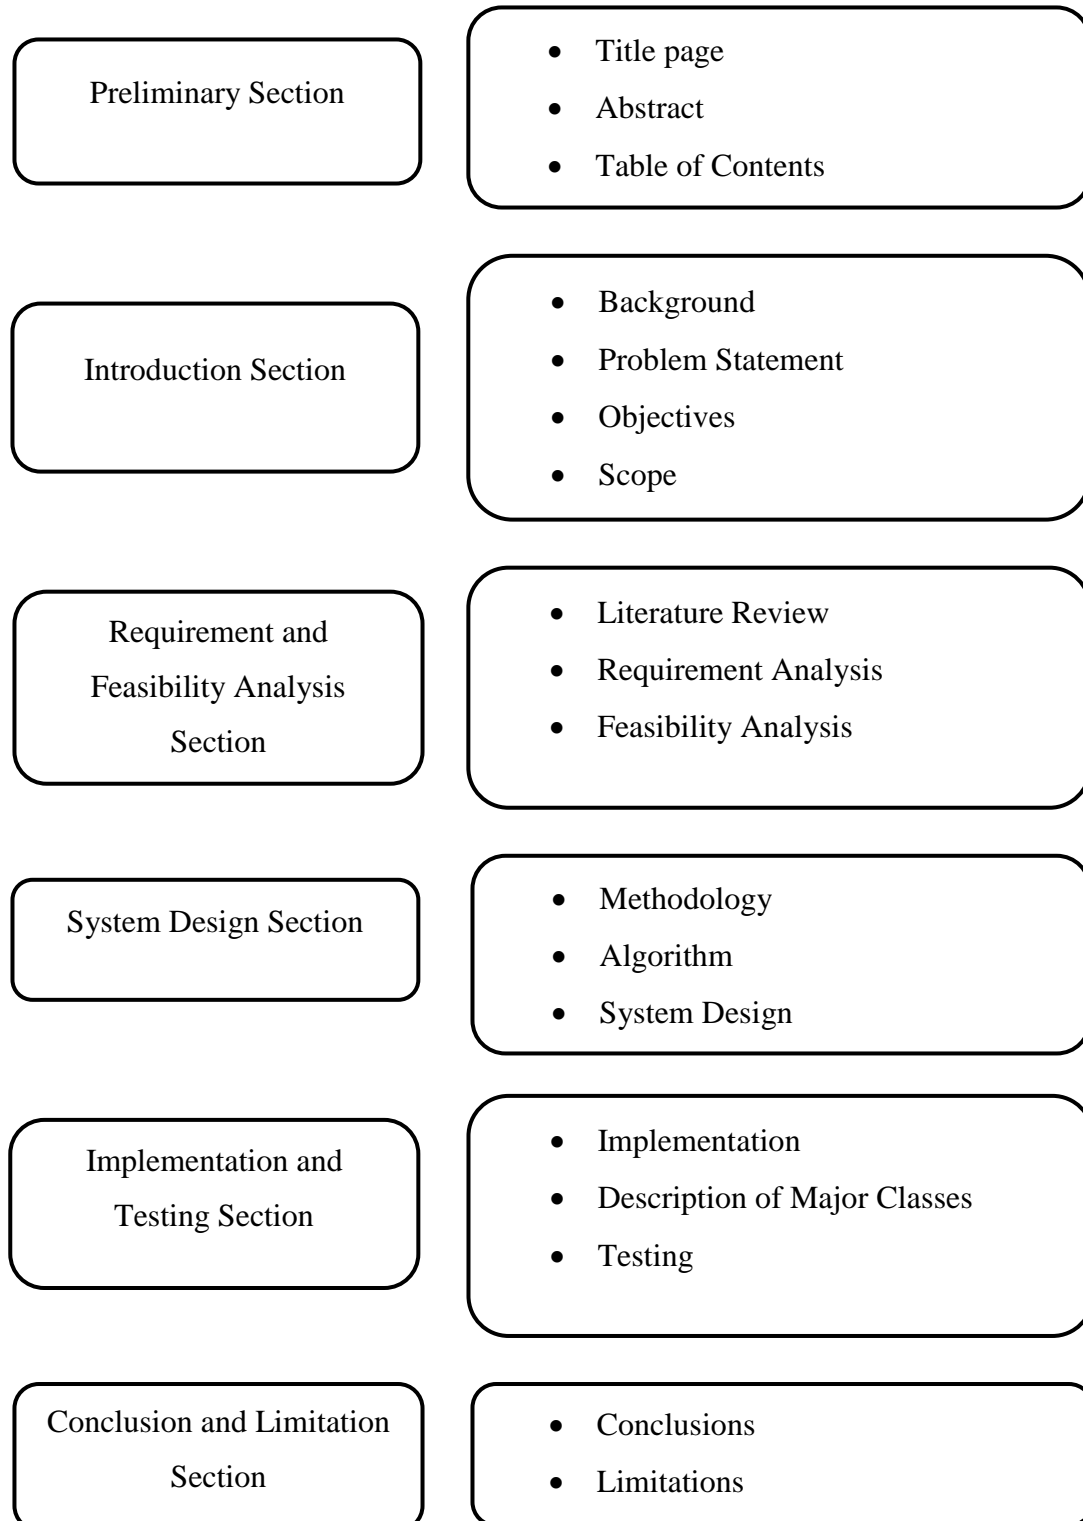 Preliminary Section
• Title page
• Abstract
• Table of Contents
Introduction Section
• Background
• Problem Statement
• Objectives
• Scope
Requirement and
Feasibility Analysis
Section
• Literature Review
• Requirement Analysis
• Feasibility Analysis
System Design Section
• Methodology
• Algorithm
• System Design
Implementation and
Testing Section
• Implementation
• Description of Major Classes
• Testing
Conclusion and Limitation
Section
• Conclusions
• Limitations